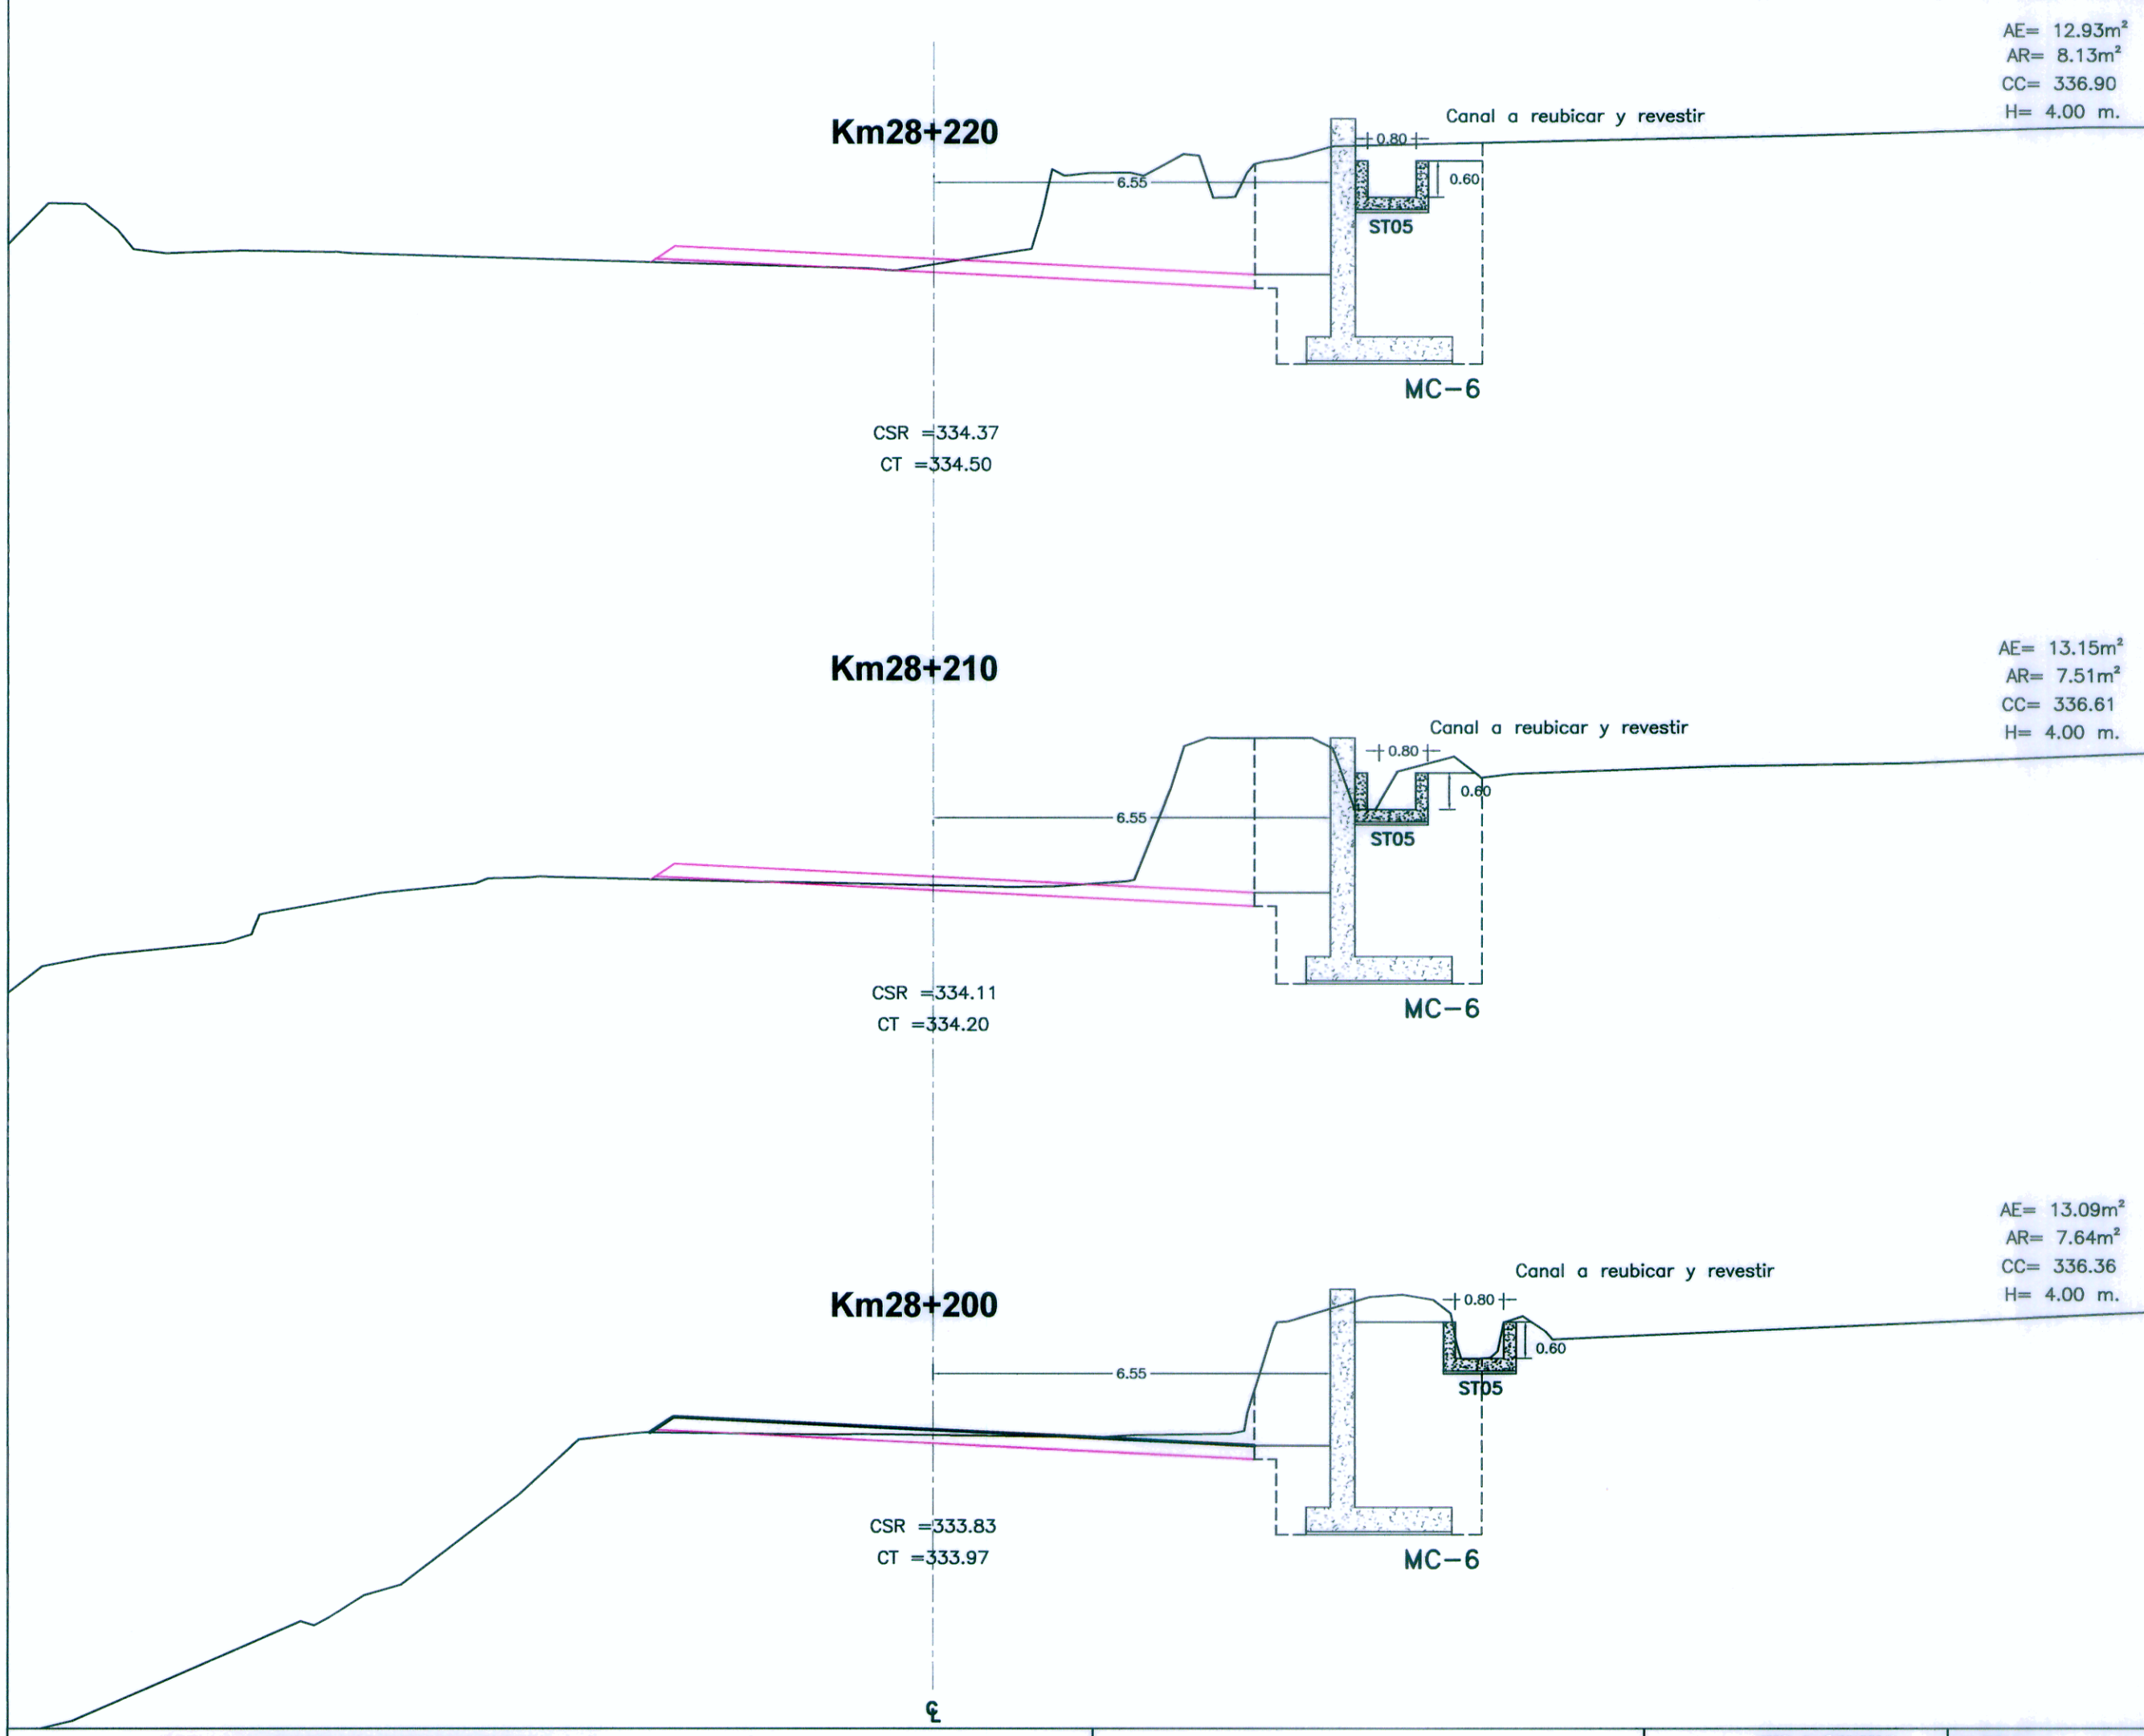 AE= 12.93m²
AR= 8.13m²
CC= 336.90
H= 4.00 m.
Km28+220
Canal a reubicar y revestir
0.80
6.55
0.60
ST05
MC-6
CSR =334.37
CT =334.50
Km28+210
AE= 13.15m²
AR= 7.51m²
CC= 336.61
H= 4.00 m.
Canal a reubicar y revestir
0.80
0.60
6.55
ST05
CSR =334.11
CT =334.20
MC-6
AE= 13.09m²
AR= 7.64m²
CC= 336.36
H= 4.00 m.
Canal a reubicar y revestir
Km28+200
0.80
0.60
6.55
ST05
CSR =333.83
CT =333.97
MC-6
℄